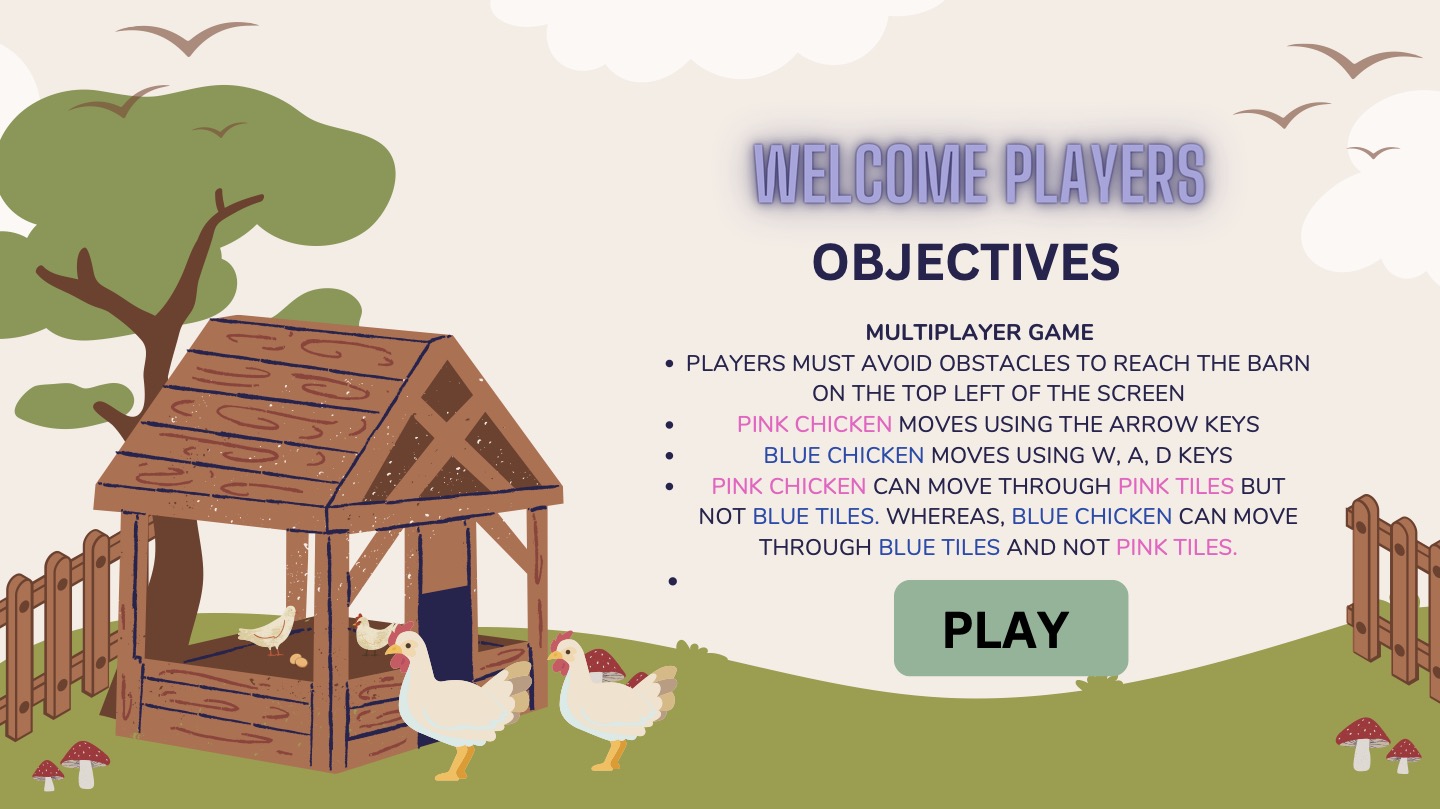 WELCOME PLAYERS
OBJECTIVES
MULTIPLAYER GAME
• PLAYERS MUST AVOID OBSTACLES TO REACH THE BARN
ON THE TOP LEFT OF THE SCREEN
• PINK CHICKEN MOVES USING THE ARROW KEYS
• BLUE CHICKEN MOVES USING W, A, D KEYS
• PINK CHICKEN CAN MOVE THROUGH PINK TILES BUT
NOT BLUE TILES. WHEREAS, BLUE CHICKEN CAN MOVE
THROUGH BLUE TILES AND NOT PINK TILES.
•
PLAY